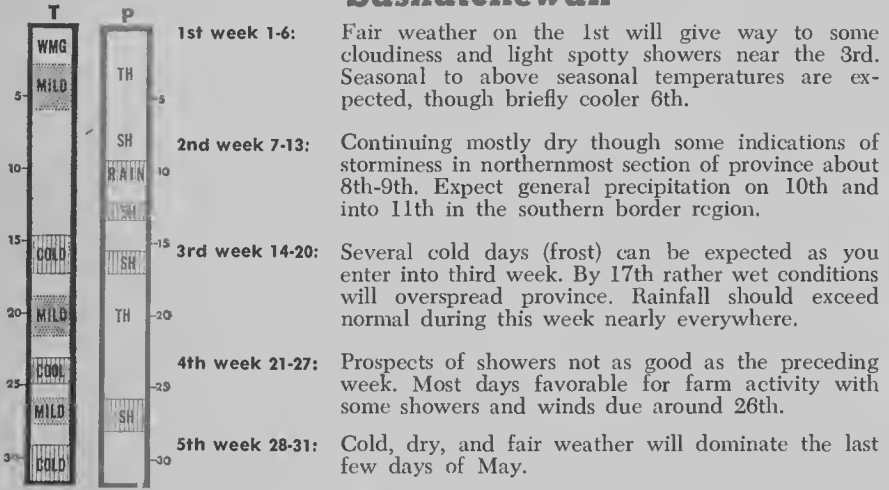 Saskatchewan
T
P
WMG
MILD
COLD
MILD
COOL
MILD
COLD
5
10
15
20
25
TH
SH
RAIN
SH
SH
TH
SH
5
10
15
20
25
30
1st week 1-6: Fair weather on the 1st will give way to some
cloudiness and light spotty showers near the 3rd.
Seasonal to above seasonal temperatures are ex-
pected, though briefly cooler 6th.
2nd week 7-13: Continuing mostly dry though some indications of
storminess in northernmost section of province about
8th-9th. Expect general precipitation on 10th and
into 11th in the southern border region.
3rd week 14-20: Several cold days (frost) can be expected as you
enter into third week. By 17th rather wet conditions
will overspread province. Rainfall should exceed
normal during this week nearly everywhere.
4th week 21-27: Prospects of showers not as good as the preceding
week. Most days favorable for farm activity with
some showers and winds due around 26th.
5th week 28-31: Cold, dry, and fair weather will dominate the last
few days of May.